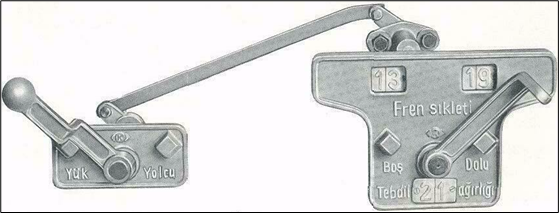 Yük Yolcu
13 19
Fren sıkleti
Boş Dolu
Tebdil 21 ağırlığı